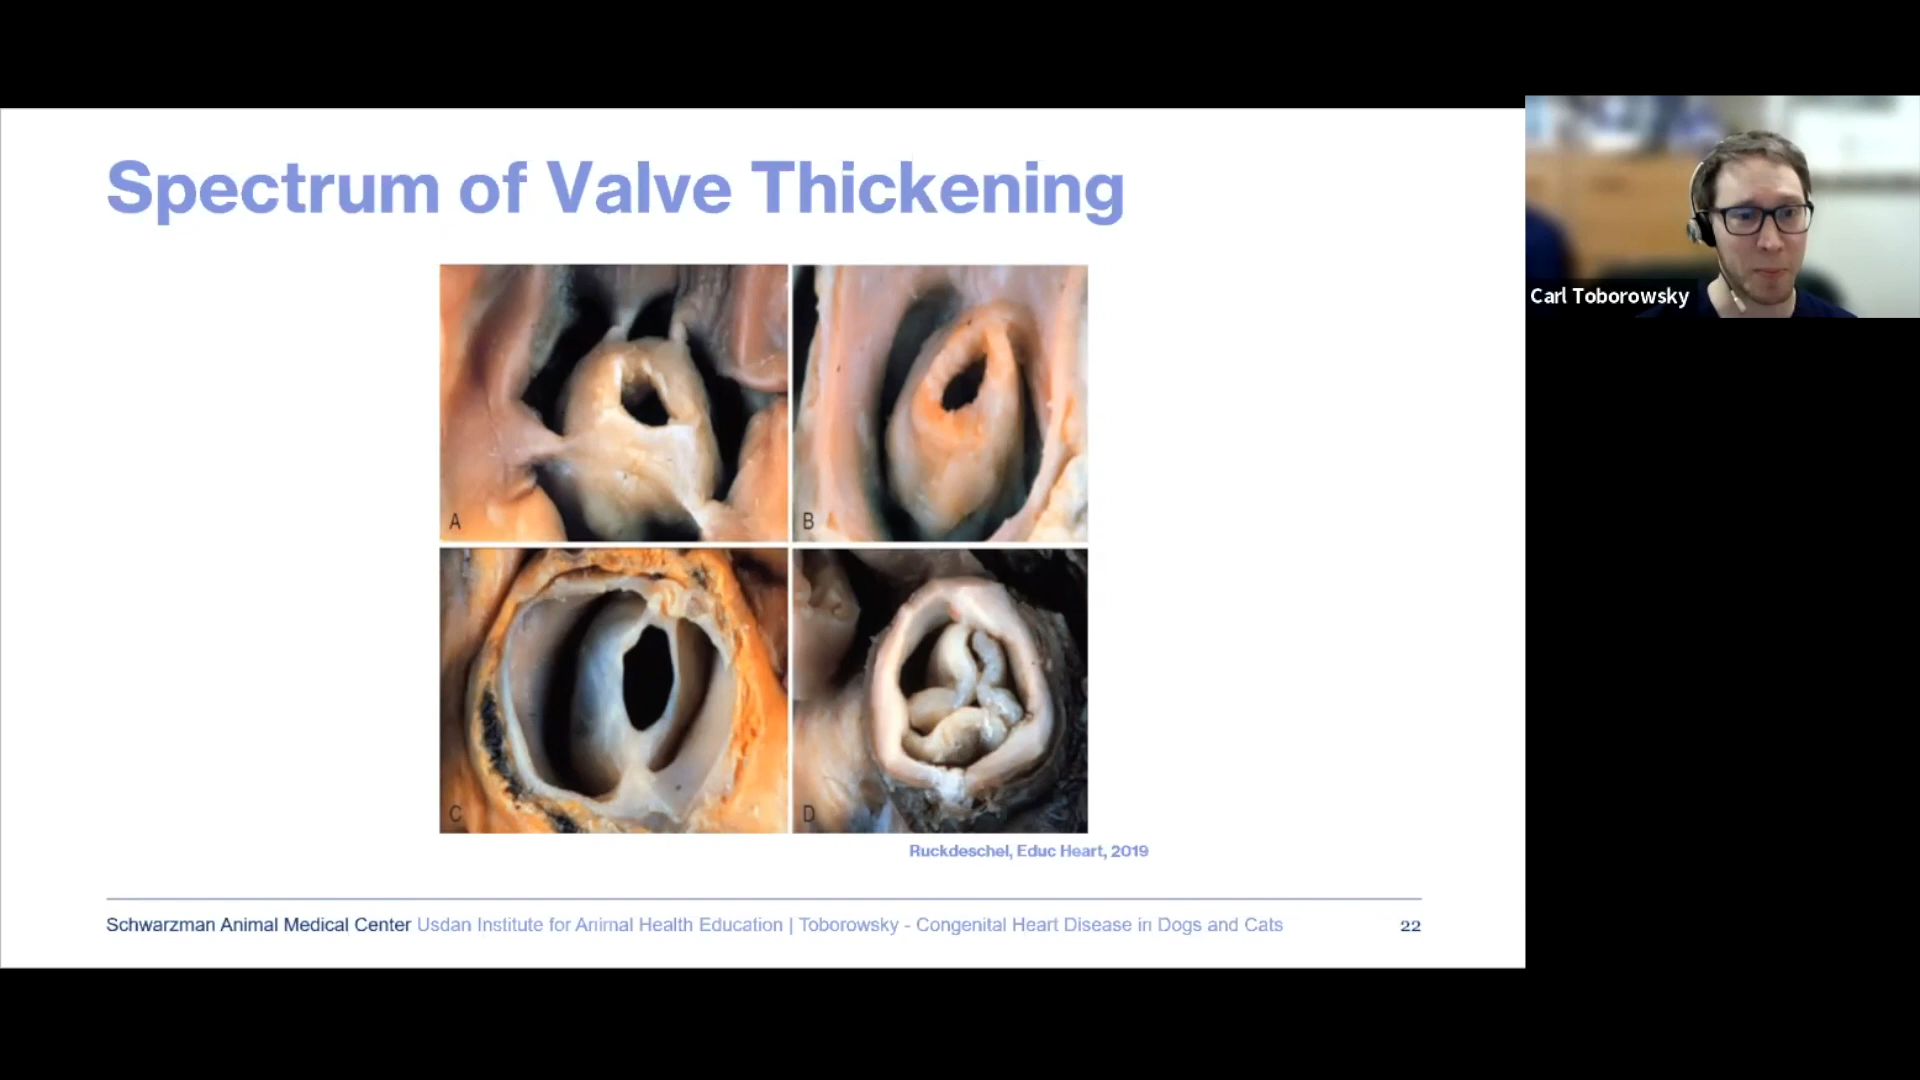 Spectrum of Valve Thickening
A
B
C
D
Ruckdeschel, Educ Heart, 2019
Schwarzman Animal Medical Center Usdan Institute for Animal Health Education | Toborowsky - Congenital Heart Disease in Dogs and Cats
22
Carl Toborowsky